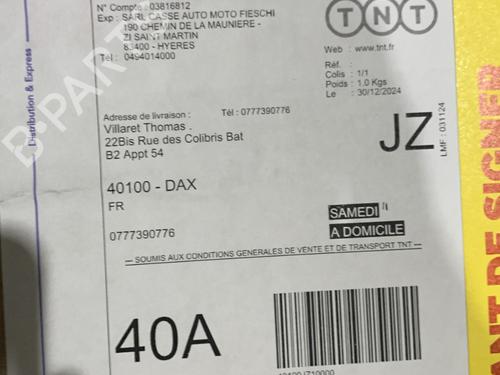 N° Compte : 03816812
Exp : SARL CASSE AUTO MOTO FIESCHI
190 CHEMIN DE LA MAUNIERE -
ZI SAINT MARTIN
83400 - HYERES
Tél : 0494014000
TNT
Web : www.tnt.fr
Réf. :
Colis : 1/1
Poids : 1.0 Kgs
Le : 30/12/2024
Distribution & Express
B-PARTS
Adresse de livraison :
Tél : 0777390776
Villaret Thomas .
22Bis Rue des Colibris Bat
B2 Appt 54
JZ
LMF : 031124
40100 - DAX
FR
SAMEDI
A DOMICILE
0777390776
--- SOUMIS AUX CONDITIONS GENERALES DE VENTE ET DE TRANSPORT TNT ---
40A
ANT DE SIGNER